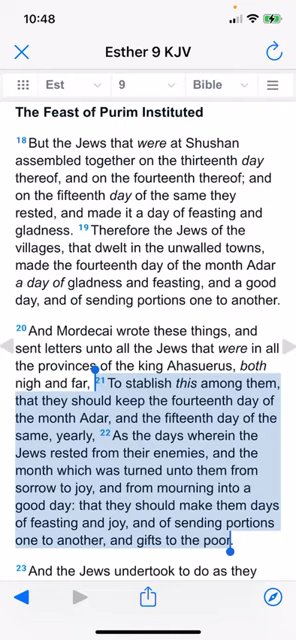 10:48
Esther 9 KJV
Est 9 Bible
The Feast of Purim Instituted
18 But the Jews that were at Shushan
assembled together on the thirteenth day
thereof, and on the fourteenth thereof; and
on the fifteenth day of the same they
rested, and made it a day of feasting and
gladness. 19 Therefore the Jews of the
villages, that dwelt in the unwalled towns,
made the fourteenth day of the month Adar
a day of gladness and feasting, and a good
day, and of sending portions one to another.
20 And Mordecai wrote these things, and
sent letters unto all the Jews that were in all
the provinces of the king Ahasuerus, both
nigh and far, 21 To stablish this among them,
that they should keep the fourteenth day of
the month Adar, and the fifteenth day of the
same, yearly, 22 As the days wherein the
Jews rested from their enemies, and the
month which was turned unto them from
sorrow to joy, and from mourning into a
good day: that they should make them days
of feasting and joy, and of sending portions
one to another, and gifts to the poor.
23 And the Jews undertook to do as they